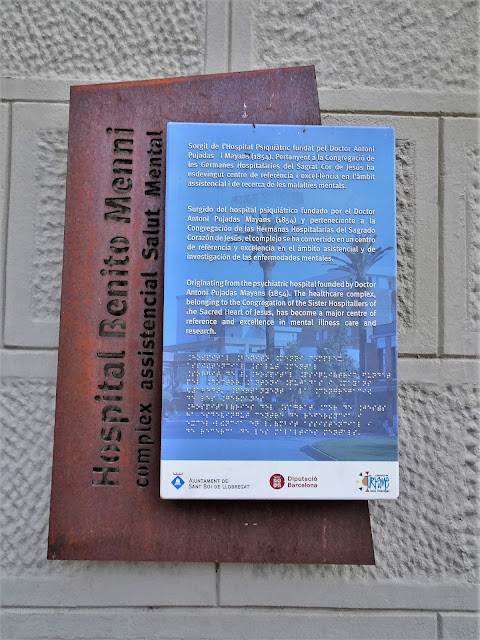 Hospital Benito Menni
complex assistencial Salut Mental
Sorgit de l'Hospital Psiquiàtric fundat pel Doctor Antoni
Pujadas i Mayans (1854). Pertanyent a la Congregació de
les Germanes Hospitalàries del Sagrat Cor de Jesús ha
esdevingut centre de referència i excel·lència en l'àmbit
assistencial i de recerca de les malalties mentals.
Surgido del hospital psiquiátrico fundado por el Doctor
Antoni Pujadas Mayans (1854) y perteneciente a la
Congregación de las Hermanas Hospitalarias del Sagrado
Corazón de Jesús, el complejo se ha convertido en un centro
de referencia y excelencia en el ámbito asistencial y de
investigación de las enfermedades mentales.
Originating from the psychiatric hospital founded by Doctor
Antoni Pujadas Mayans (1854). The healthcare complex,
belonging to the Congregation of the Sister Hospitallers of
the Sacred Heart of Jesus, has become a major centre of
reference and excellence in mental illness care and
research.
AJUNTAMENT DE
SANT BOI DE LLOBREGAT
Diputació
Barcelona